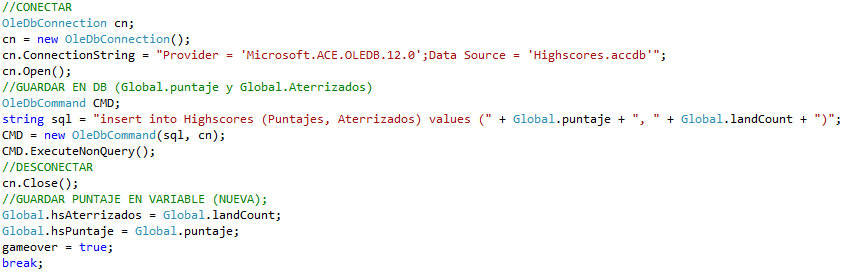 //CONECTAR
OleDbConnection cn;
cn = new OleDbConnection();
cn.ConnectionString = "Provider = 'Microsoft.ACE.OLEDB.12.0';Data Source = 'Highscores.accdb'";
cn.Open();
//GUARDAR EN DB (Global.puntaje y Global.Aterrizados)
OleDbCommand CMD;
string sql = "insert into Highscores (Puntajes, Aterrizados) values (" + Global.puntaje + ", " + Global.landCount + ")";
CMD = new OleDbCommand(sql, cn);
CMD.ExecuteNonQuery();
//DESCONECTAR
cn.Close();
//GUARDAR PUNTAJE EN VARIABLE (NUEVA);
Global.hsAterrizados = Global.landCount;
Global.hsPuntaje = Global.puntaje;
gameover = true;
break;